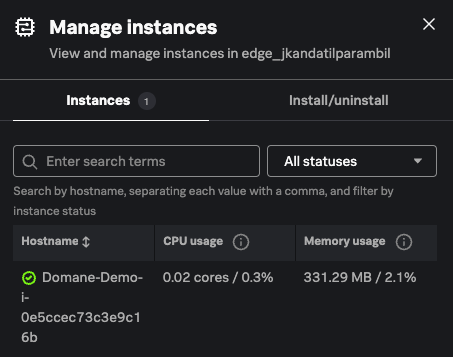 Manage instances
View and manage instances in edge_jkandatilparambil
Instances 1
Install/uninstall
Enter search terms
All statuses
Search by hostname, separating each value with a comma, and filter by
instance status
Hostname
CPU usage
Memory usage
Domane-Demo-
i-
0e5ccec73c3e9c1
6b
0.02 cores / 0.3%
331.29 MB / 2.1%